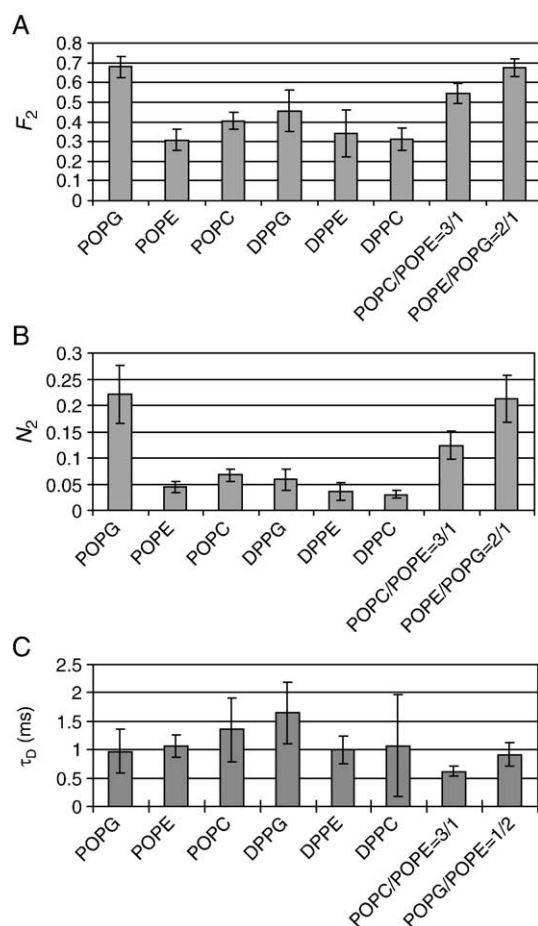 A
F2
0.8
0.7
0.6
0.5
0.4
0.3
0.2
0.1
0
POPG
POPE
POPC
DPPG
DPPE
DPPC
POPC/POPE=3/1
POPE/POPG=2/1
B
N2
0.3
0.25
0.2
0.15
0.1
0.05
0
POPG
POPE
POPC
DPPG
DPPE
DPPC
POPC/POPE=3/1
POPE/POPG=2/1
C
τD (ms)
2.5
2
1.5
1
0.5
0
POPG
POPE
POPC
DPPG
DPPE
DPPC
POPC/POPE=3/1
POPG/POPE=1/2